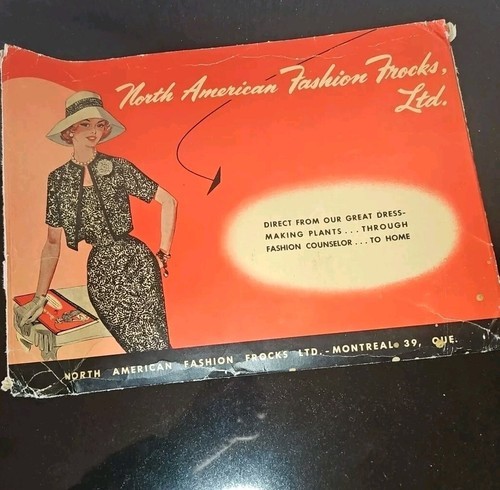 North American Fashion Frocks,
Ltd.
DIRECT FROM OUR GREAT DRESS-
MAKING PLANTS... THROUGH
FASHION COUNSELOR... TO HOME
NORTH AMERICAN FASHION FROCKS LTD.-MONTREAL 39, QUE.